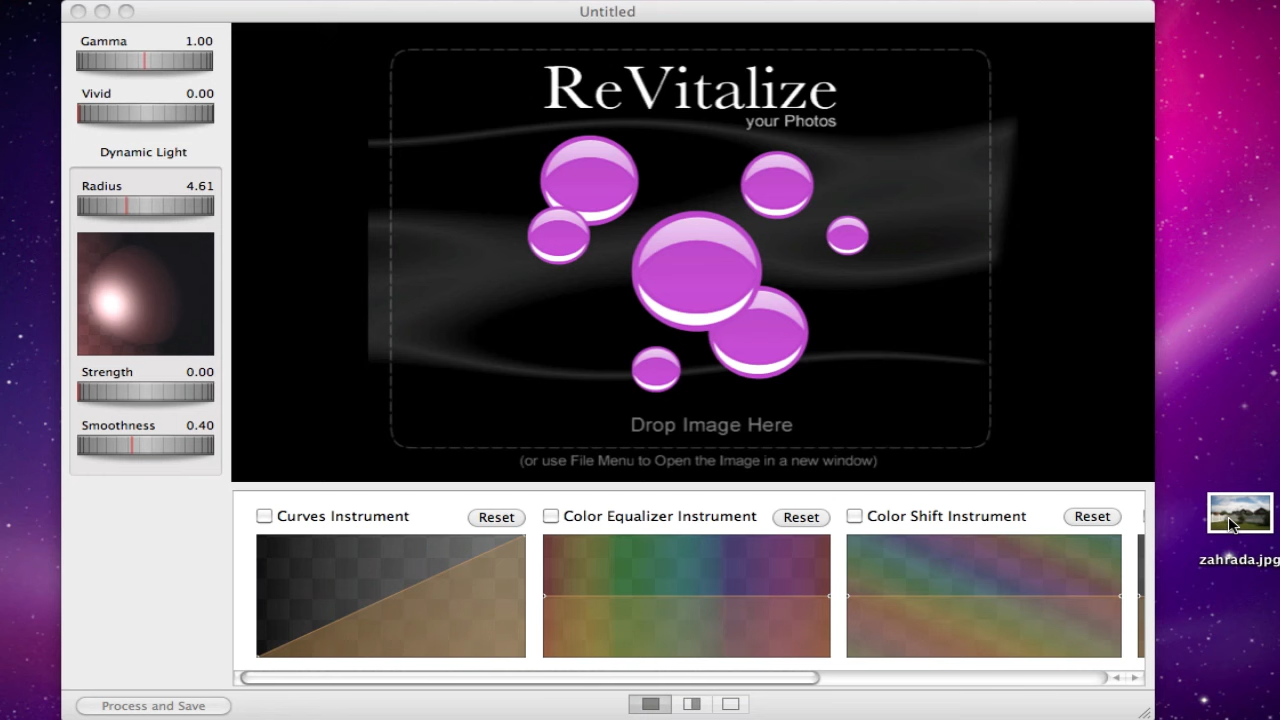 Untitled
Gamma 1.00
Vivid 0.00
Dynamic Light
Radius 4.61
Strength 0.00
Smoothness 0.40
ReVitalize
your Photos
Drop Image Here
(or use File Menu to Open the Image in a new window)
Curves Instrument Reset
Color Equalizer Instrument Reset
Color Shift Instrument Reset
zahrada.jpg
Process and Save